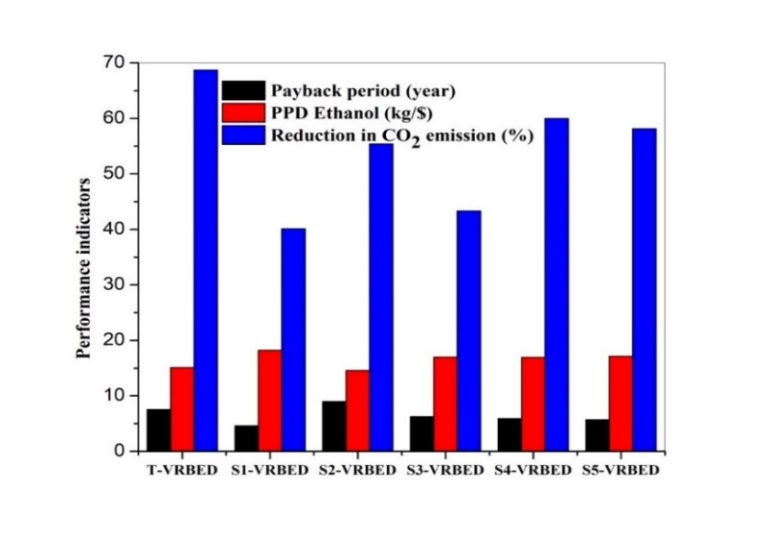 70
60
50
40
30
20
10
0
Performance indicators
Payback period (year)
PPD Ethanol (kg/$)
Reduction in CO2 emission (%)
T-VRBED S1-VRBED S2-VRBED S3-VRBED S4-VRBED S5-VRBED